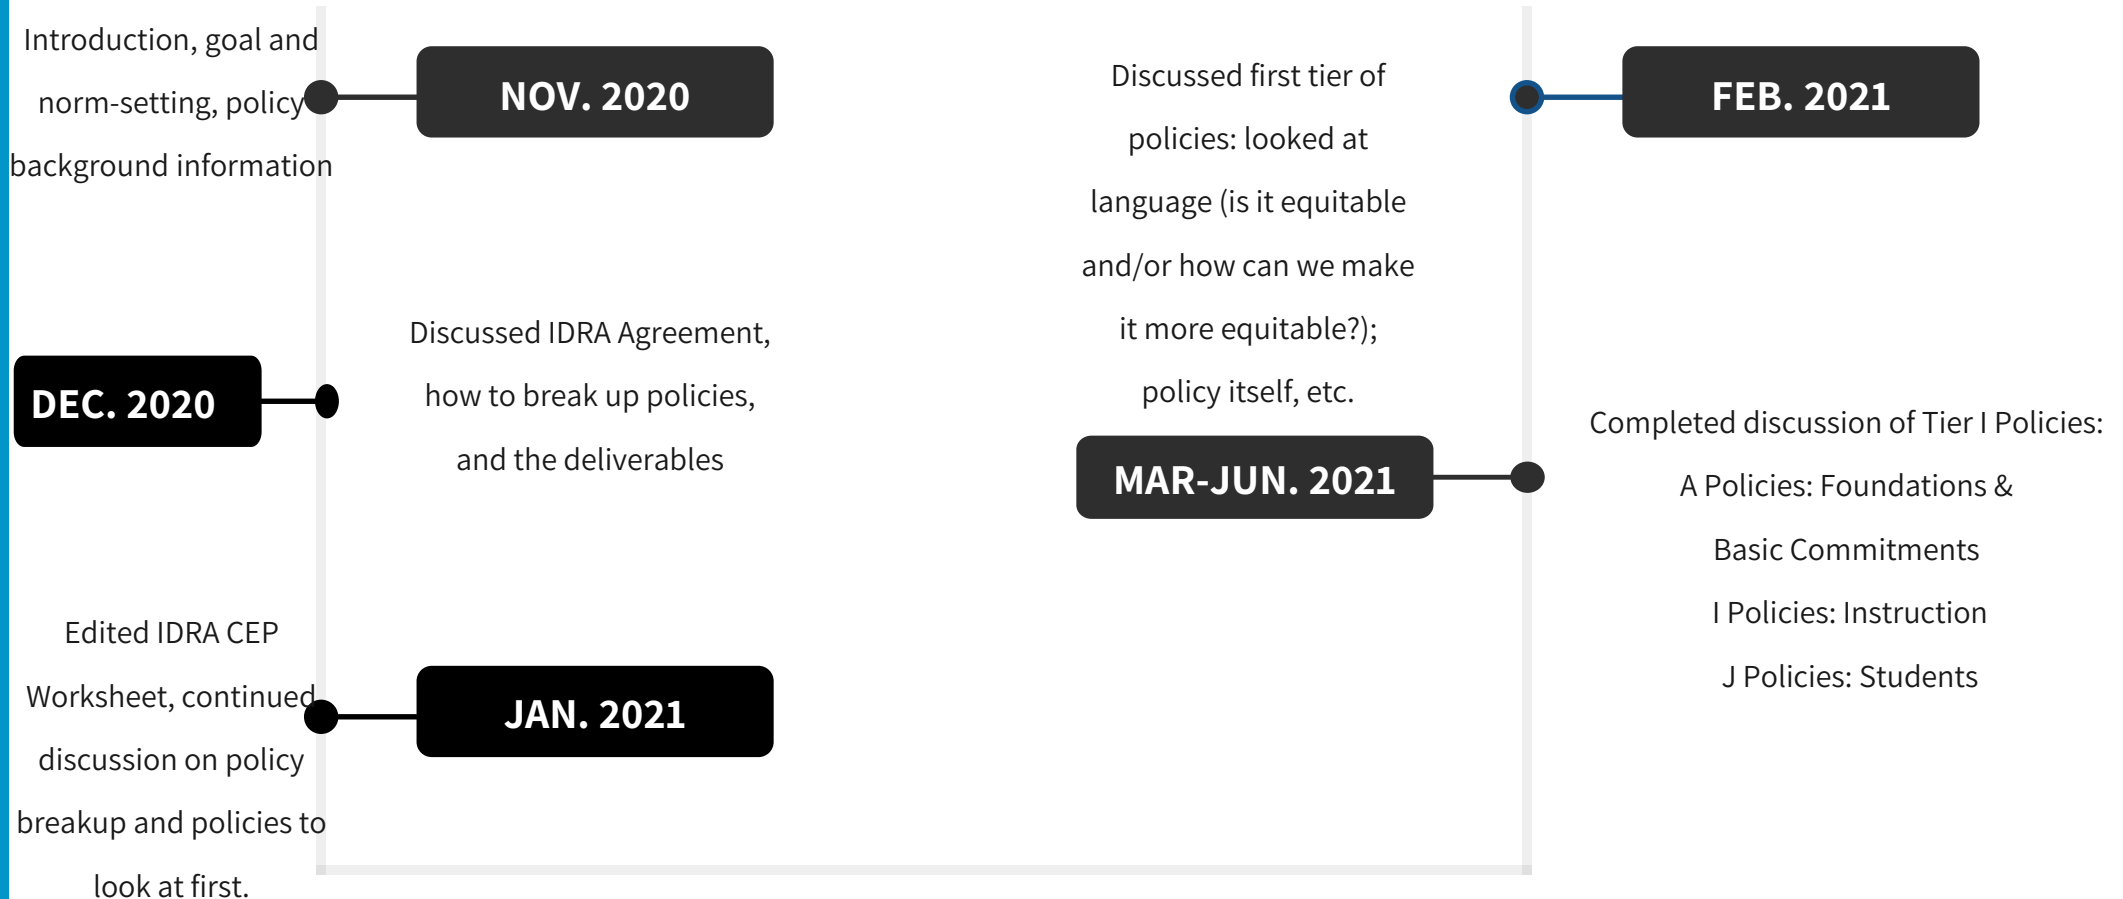 Introduction, goal and
norm-setting, policy
background information
NOV. 2020
DEC. 2020
Discussed IDRA Agreement,
how to break up policies,
and the deliverables
Edited IDRA CEP
Worksheet, continued
discussion on policy
breakup and policies to
look at first.
JAN. 2021
Discussed first tier of
policies: looked at
language (is it equitable
and/or how can we make
it more equitable?);
policy itself, etc.
FEB. 2021
MAR-JUN. 2021
Completed discussion of Tier I Policies:
A Policies: Foundations &
Basic Commitments
I Policies: Instruction
J Policies: Students